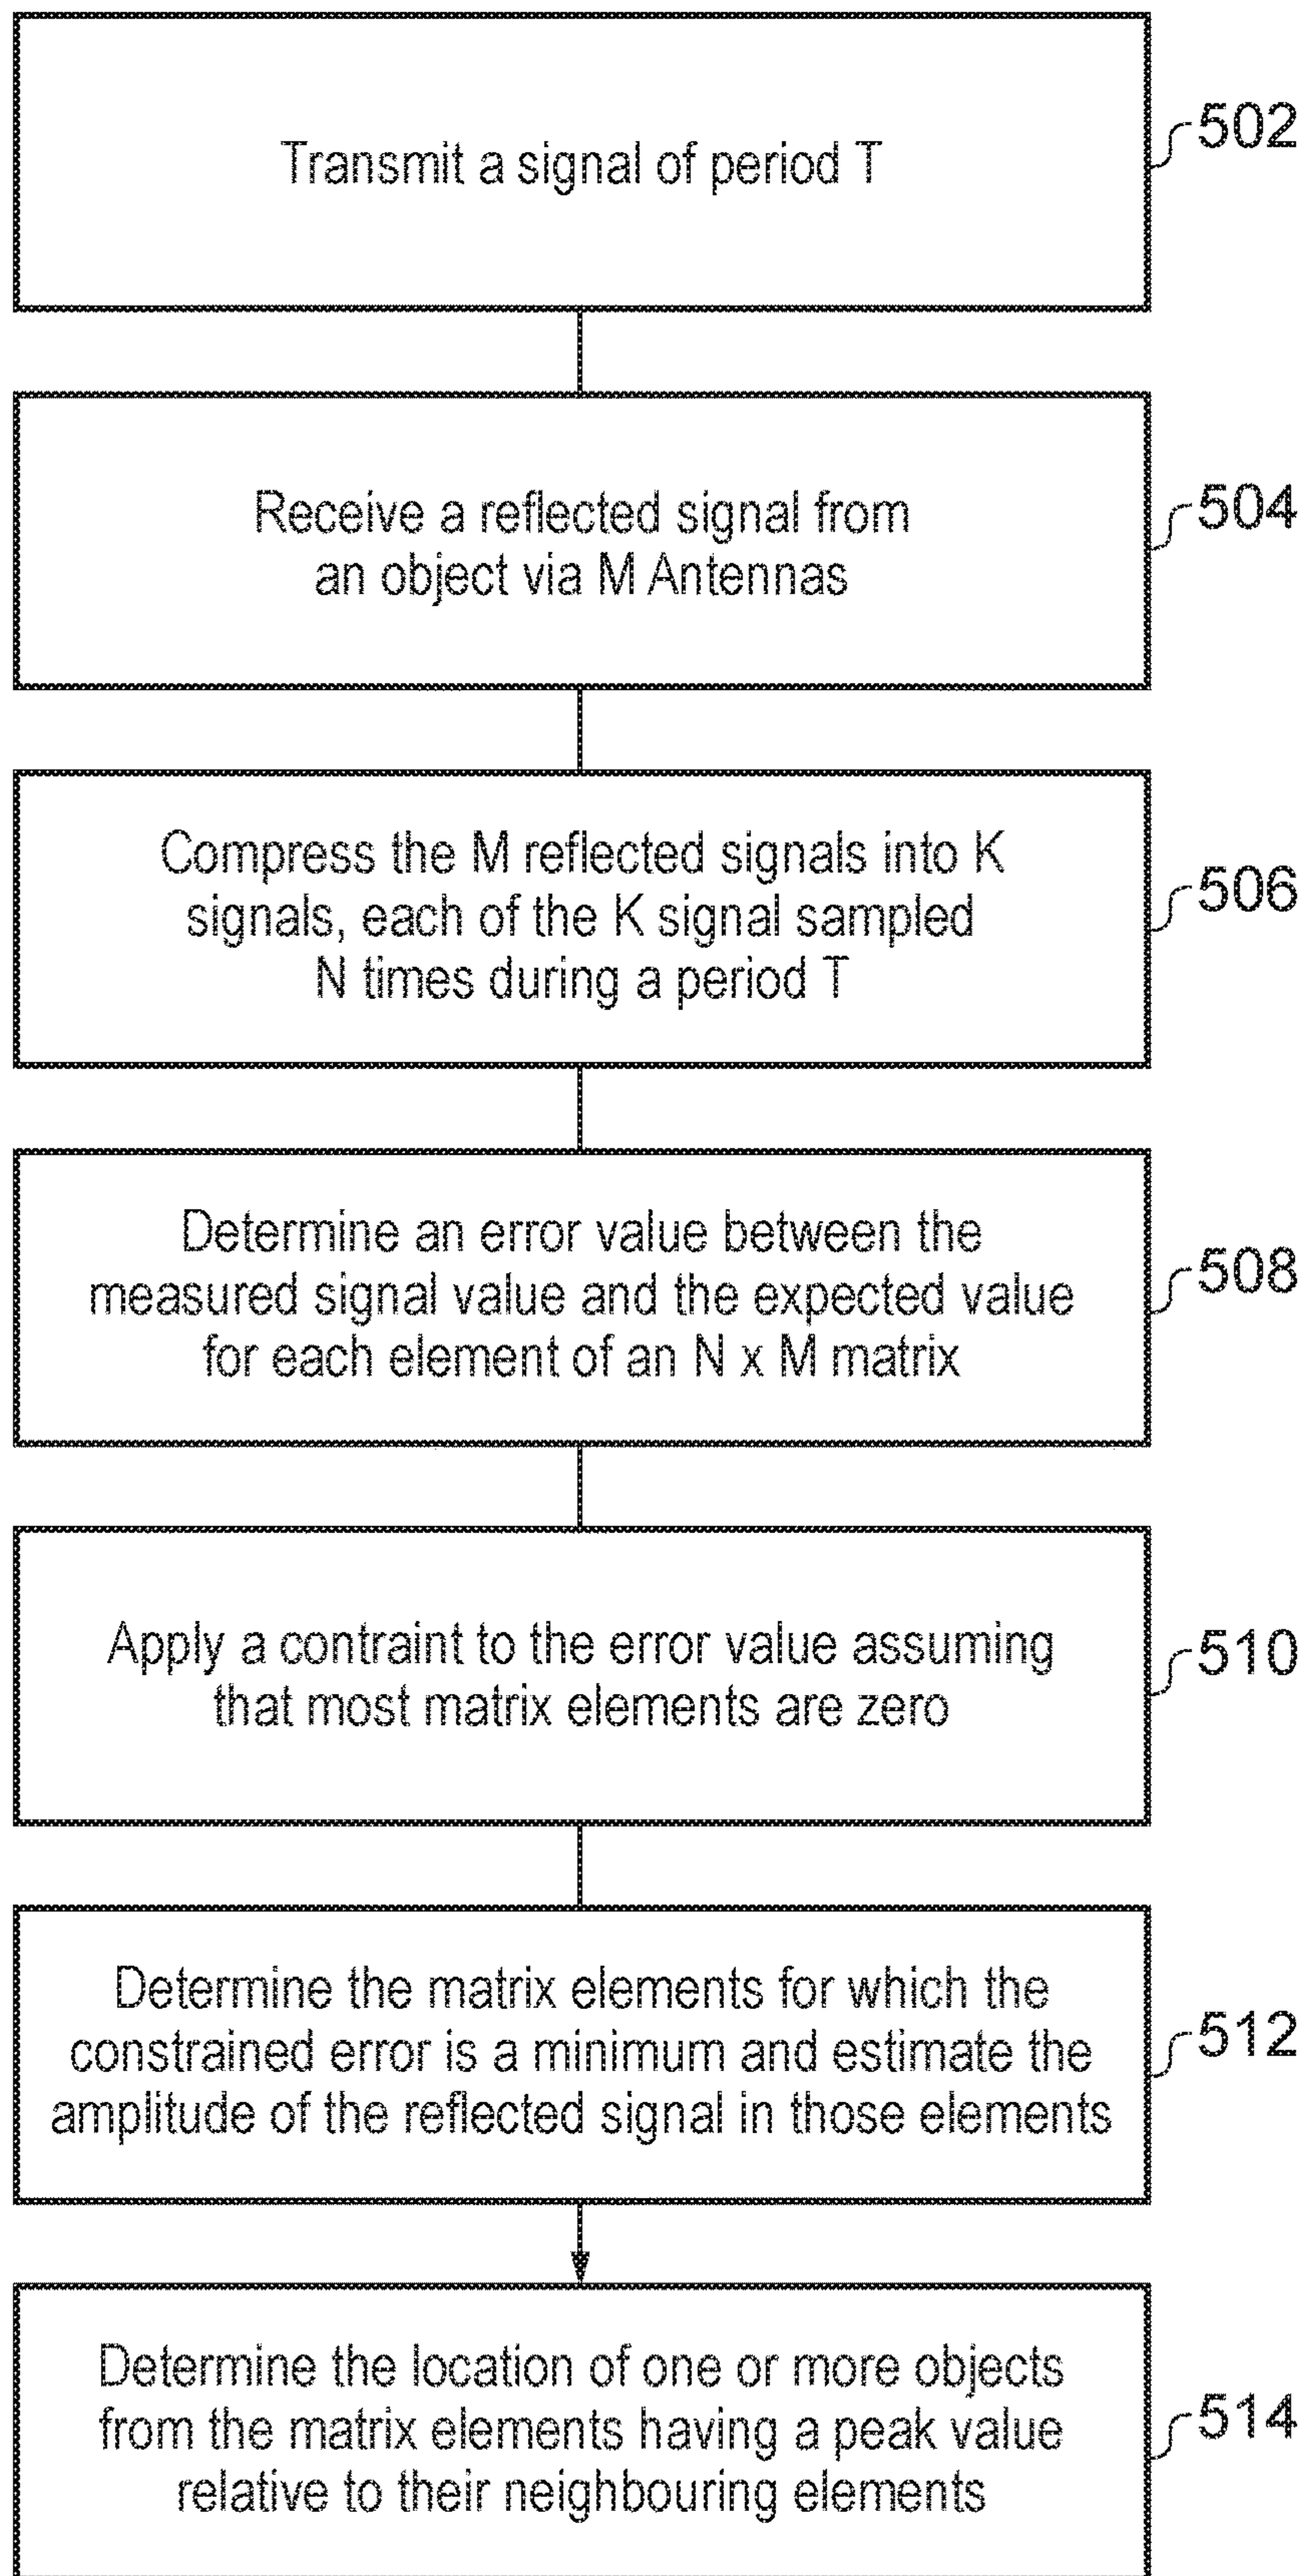 Transmit a signal of period T
502
Receive a reflected signal from
an object via M Antennas
504
Compress the M reflected signals into K
signals, each of the K signal sampled
N times during a period T
506
Determine an error value between the
measured signal value and the expected value
for each element of an N x M matrix
508
Apply a contraint to the error value assuming
that most matrix elements are zero
510
Determine the matrix elements for which the
constrained error is a minimum and estimate the
amplitude of the reflected signal in those elements
512
Determine the location of one or more objects
from the matrix elements having a peak value
relative to their neighbouring elements
514